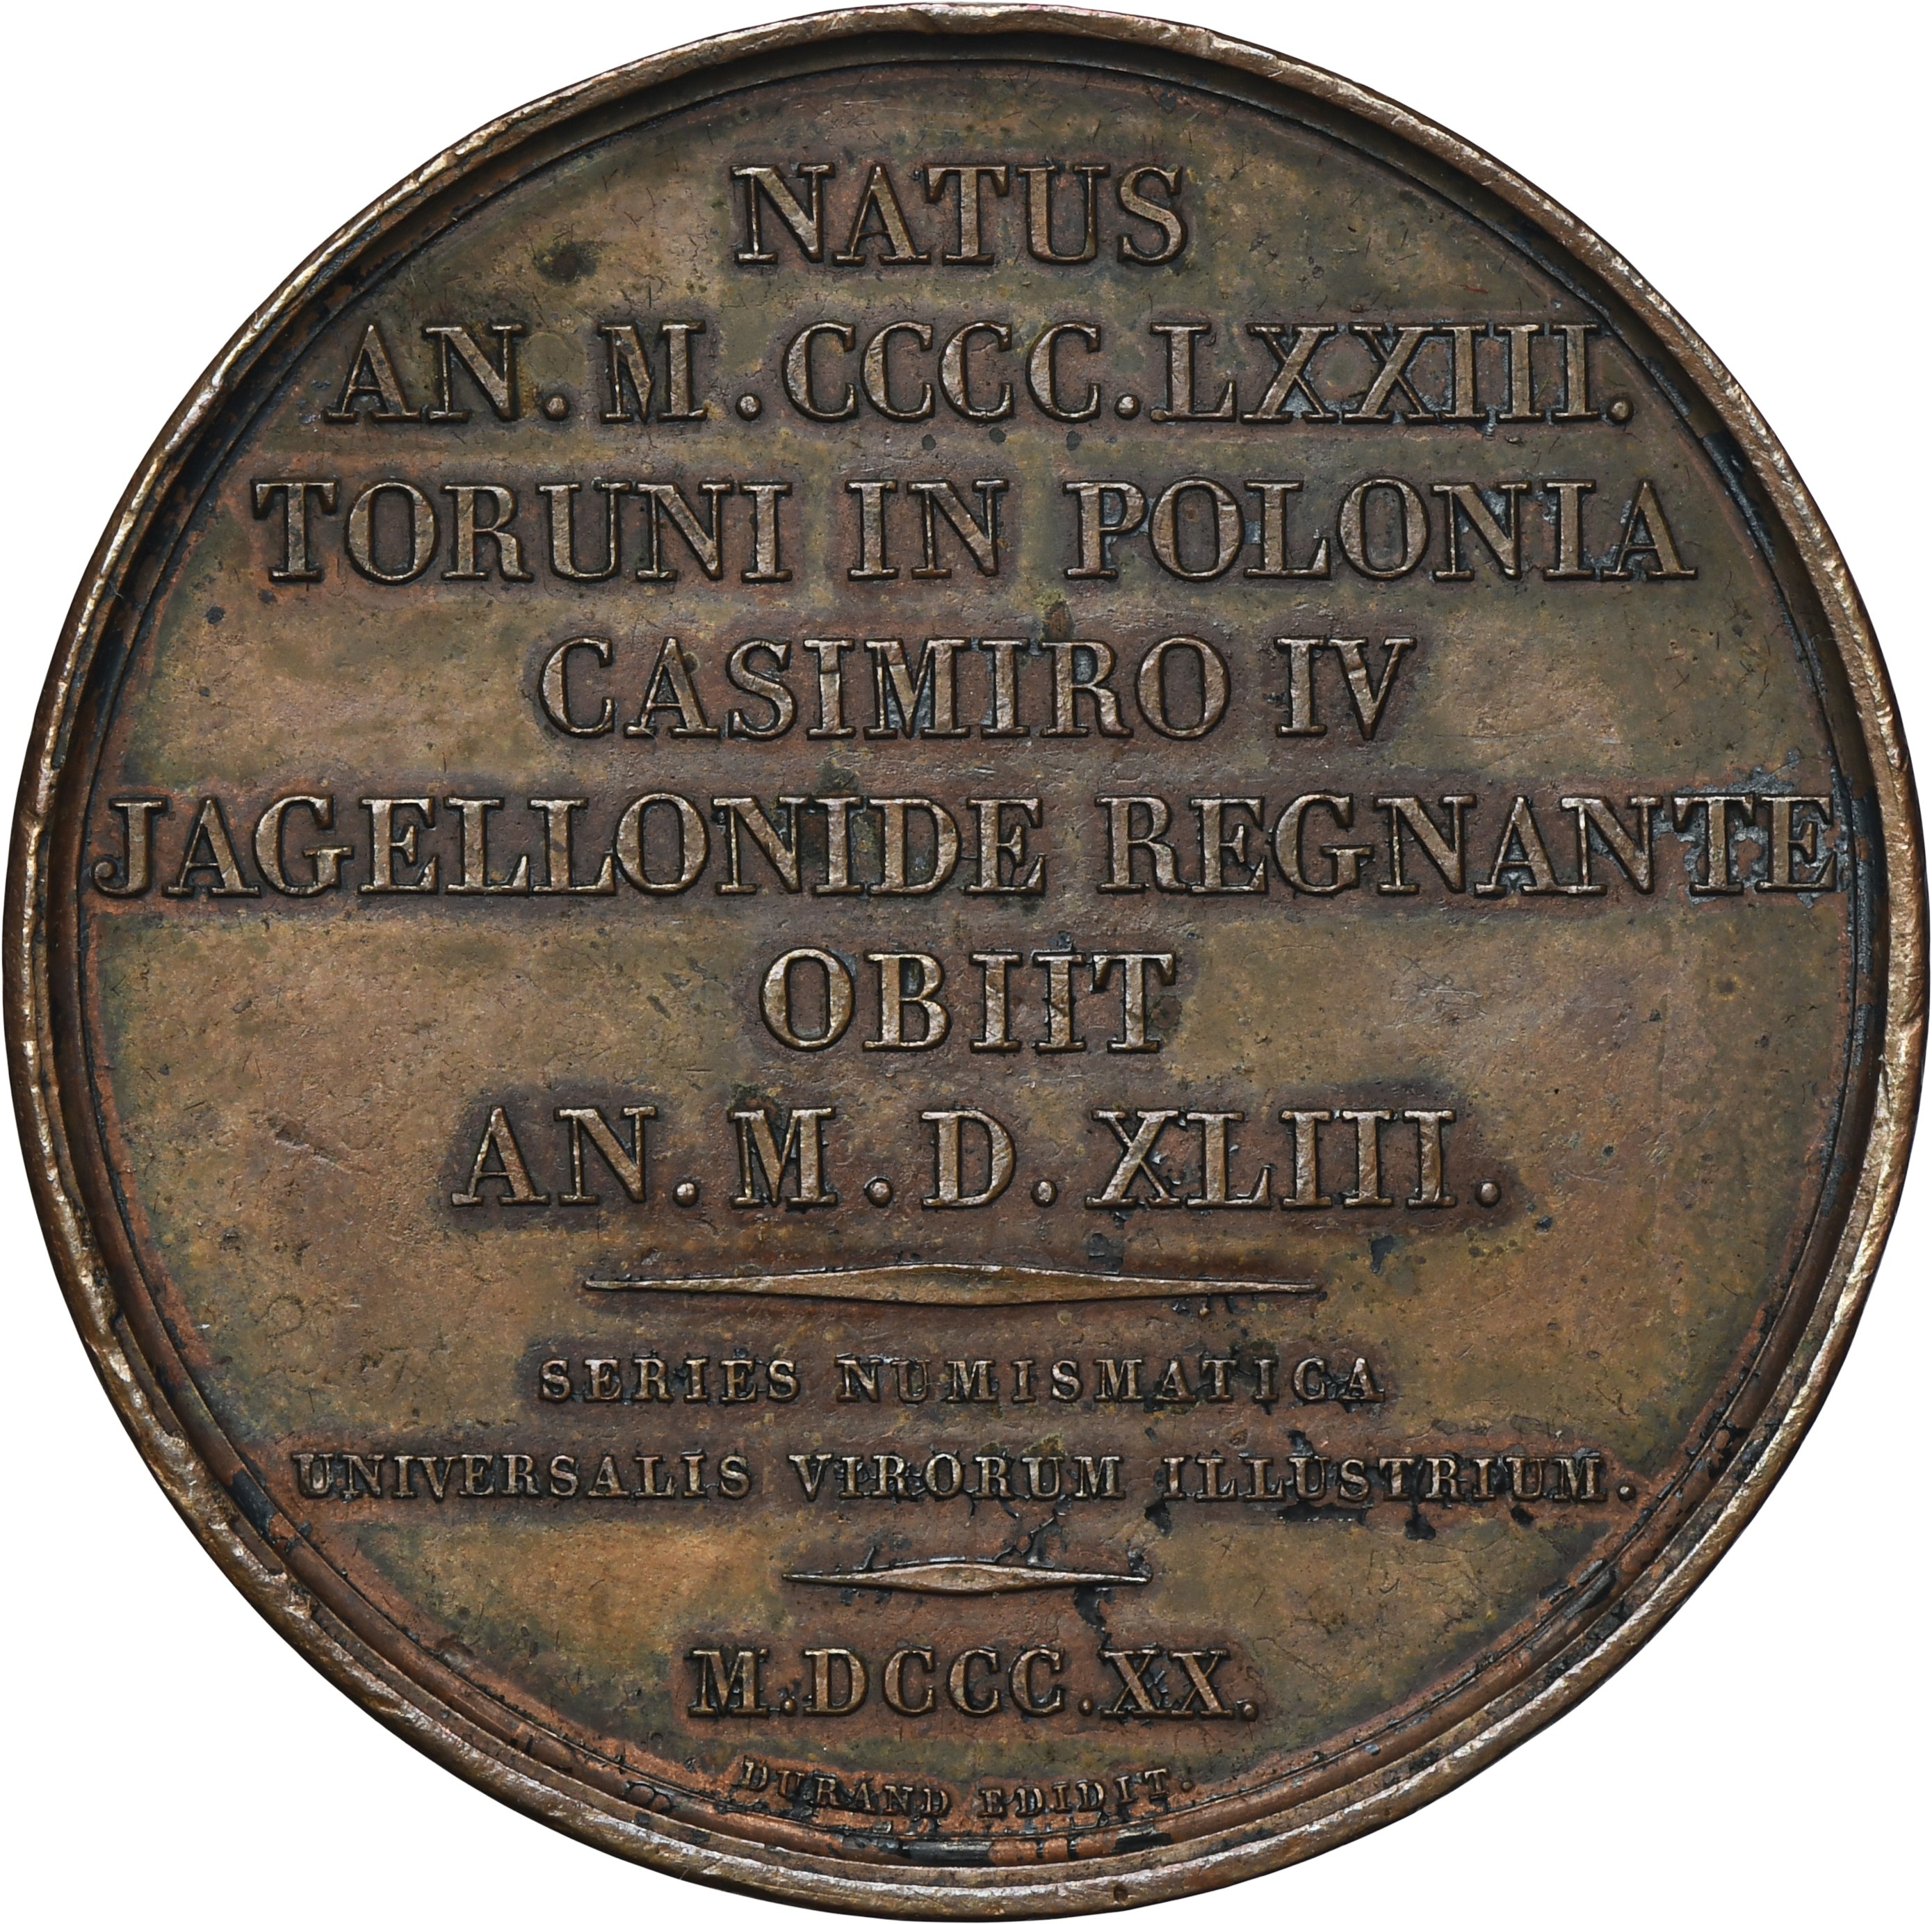 NATUS
AN. M. CCCC. LXXIII.
TORUNI IN POLONIA
CASIMIRO IV
JAGELLONIDE REGNANTE
OBIIT
AN. M. D. XLIII.
SERIES NUMISMATICA
UNIVERSALIS VIRORUM ILLUSTRIUM.
M.DCCC.XX.
DURAND EDIDIT.